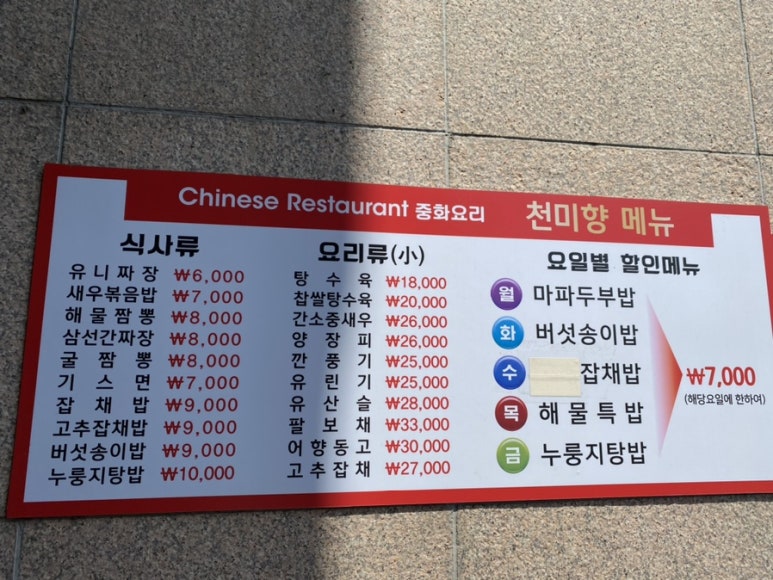 Chinese Restaurant 중화요리 천미향 메뉴
식사류
유니짜장 ₩6,000
새우볶음밥 ₩7,000
해물짬뽕 ₩8,000
삼선간짜장 ₩8,000
굴짬뽕 ₩8,000
기스면 ₩7,000
잡채밥 ₩9,000
고추잡채밥 ₩9,000
버섯송이밥 ₩9,000
누룽지탕밥 ₩10,000
요리류(小)
탕수육 ₩18,000
찹쌀탕수육 ₩20,000
간소중새우 ₩26,000
양장피 ₩26,000
깐풍기 ₩25,000
유린기 ₩25,000
유산슬 ₩28,000
팔보채 ₩33,000
어향동고 ₩30,000
고추잡채 ₩27,000
요일별 할인메뉴
월 마파두부밥
화 버섯송이밥
수 잡채밥
목 해물특밥
금 누룽지탕밥
₩7,000
(해당요일에 한하여)